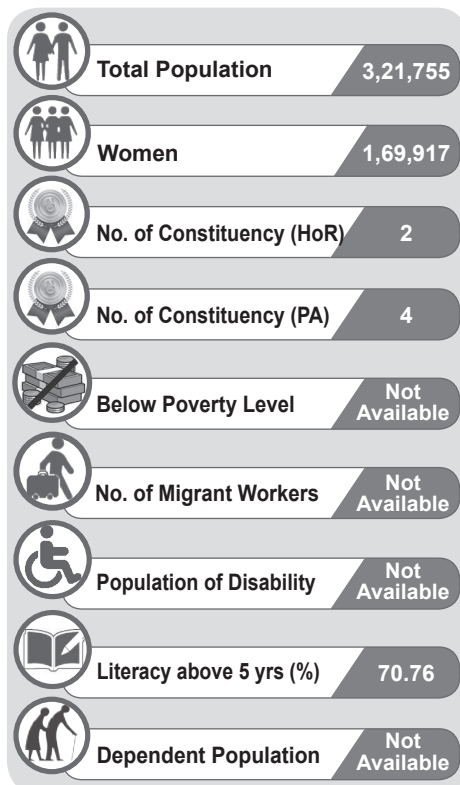 Total Population 3,21,755
Women 1,69,917
No. of Constituency (HoR) 2
No. of Constituency (PA) 4
Below Poverty Level Not
Available
No. of Migrant Workers Not
Available
Population of Disability Not
Available
Literacy above 5 yrs (%) 70.76
Dependent Population Not
Available